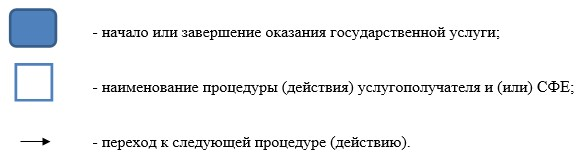 - начало или завершение оказания государственной услуги;
- наименование процедуры (действия) услугополучателя и (или) СФЕ;
- переход к следующей процедуре (действию).